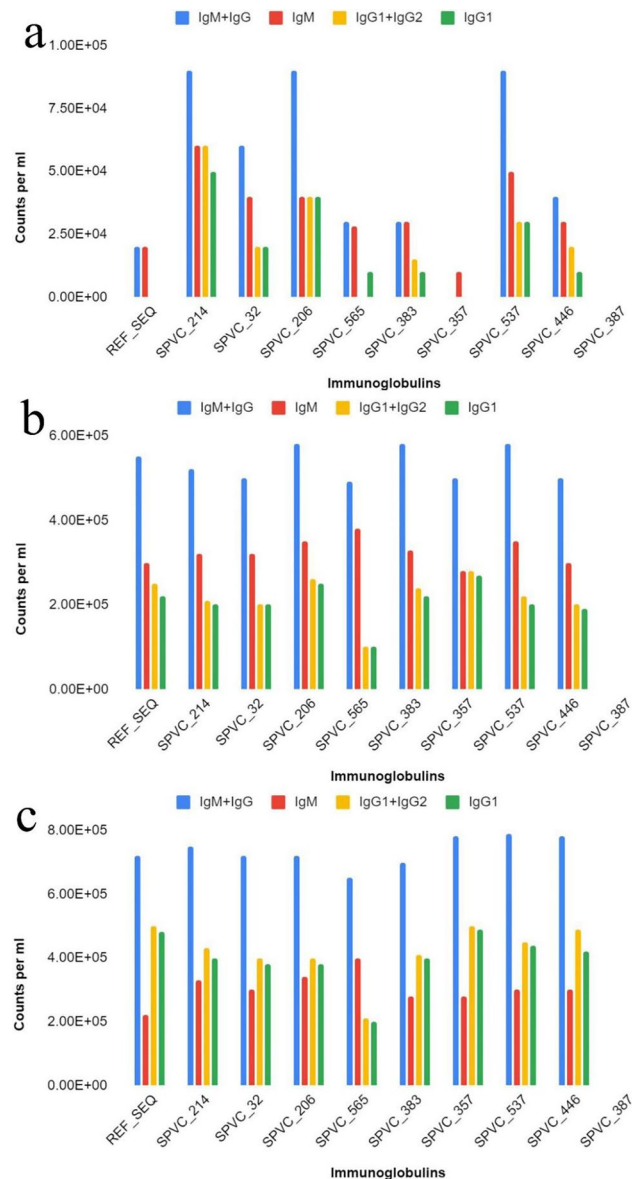 a
IgM+IgG IgM IgG1+IgG2 IgG1
1.00E+05
7.50E+04
5.00E+04
2.50E+04
0.00E+00
Counts per ml
REF_SEQ SPVC_214 SPVC_32 SPVC_206 SPVC_565 SPVC_383 SPVC_357 SPVC_537 SPVC_446 SPVC_387
Immunoglobulins
b
IgM+IgG IgM IgG1+IgG2 IgG1
6.00E+05
4.00E+05
2.00E+05
0.00E+00
Counts per ml
REF_SEQ SPVC_214 SPVC_32 SPVC_206 SPVC_565 SPVC_383 SPVC_357 SPVC_537 SPVC_446 SPVC_387
Immunoglobulins
c
IgM+IgG IgM IgG1+IgG2 IgG1
8.00E+05
6.00E+05
4.00E+05
2.00E+05
0.00E+00
Counts per ml
REF_SEQ SPVC_214 SPVC_32 SPVC_206 SPVC_565 SPVC_383 SPVC_357 SPVC_537 SPVC_446 SPVC_387
Immunoglobulins